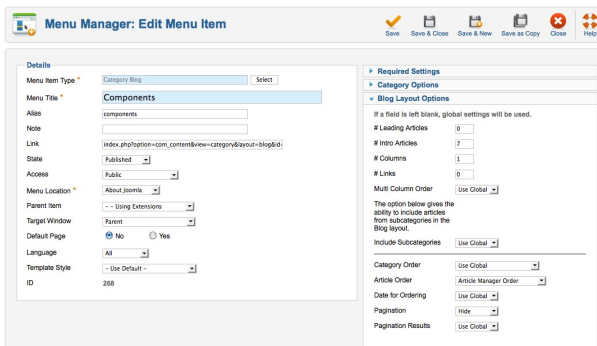 Menu Manager: Edit Menu Item
Save
Save & Close
Save & New
Save as Copy
Close
Help
Details
Menu Item Type *
Category Blog
Select
Menu Title *
Components
Alias
components
Note
Link
index.php?option=com_content&view=category&layout=blog&id=
State
Published
Access
Public
Menu Location *
About Joomla
Parent Item
- - Using Extensions
Target Window
Parent
Default Page
No
Yes
Language
All
Template Style
- Use Default -
ID
268
Required Settings
Category Options
Blog Layout Options
If a field is left blank, global settings will be used.
# Leading Articles
0
# Intro Articles
7
# Columns
1
# Links
0
Multi Column Order
Use Global
The option below gives the
ability to include articles
from subcategories in the
Blog layout.
Include Subcategories
Use Global
Category Order
Use Global
Article Order
Article Manager Order
Date for Ordering
Use Global
Pagination
Hide
Pagination Results
Use Global